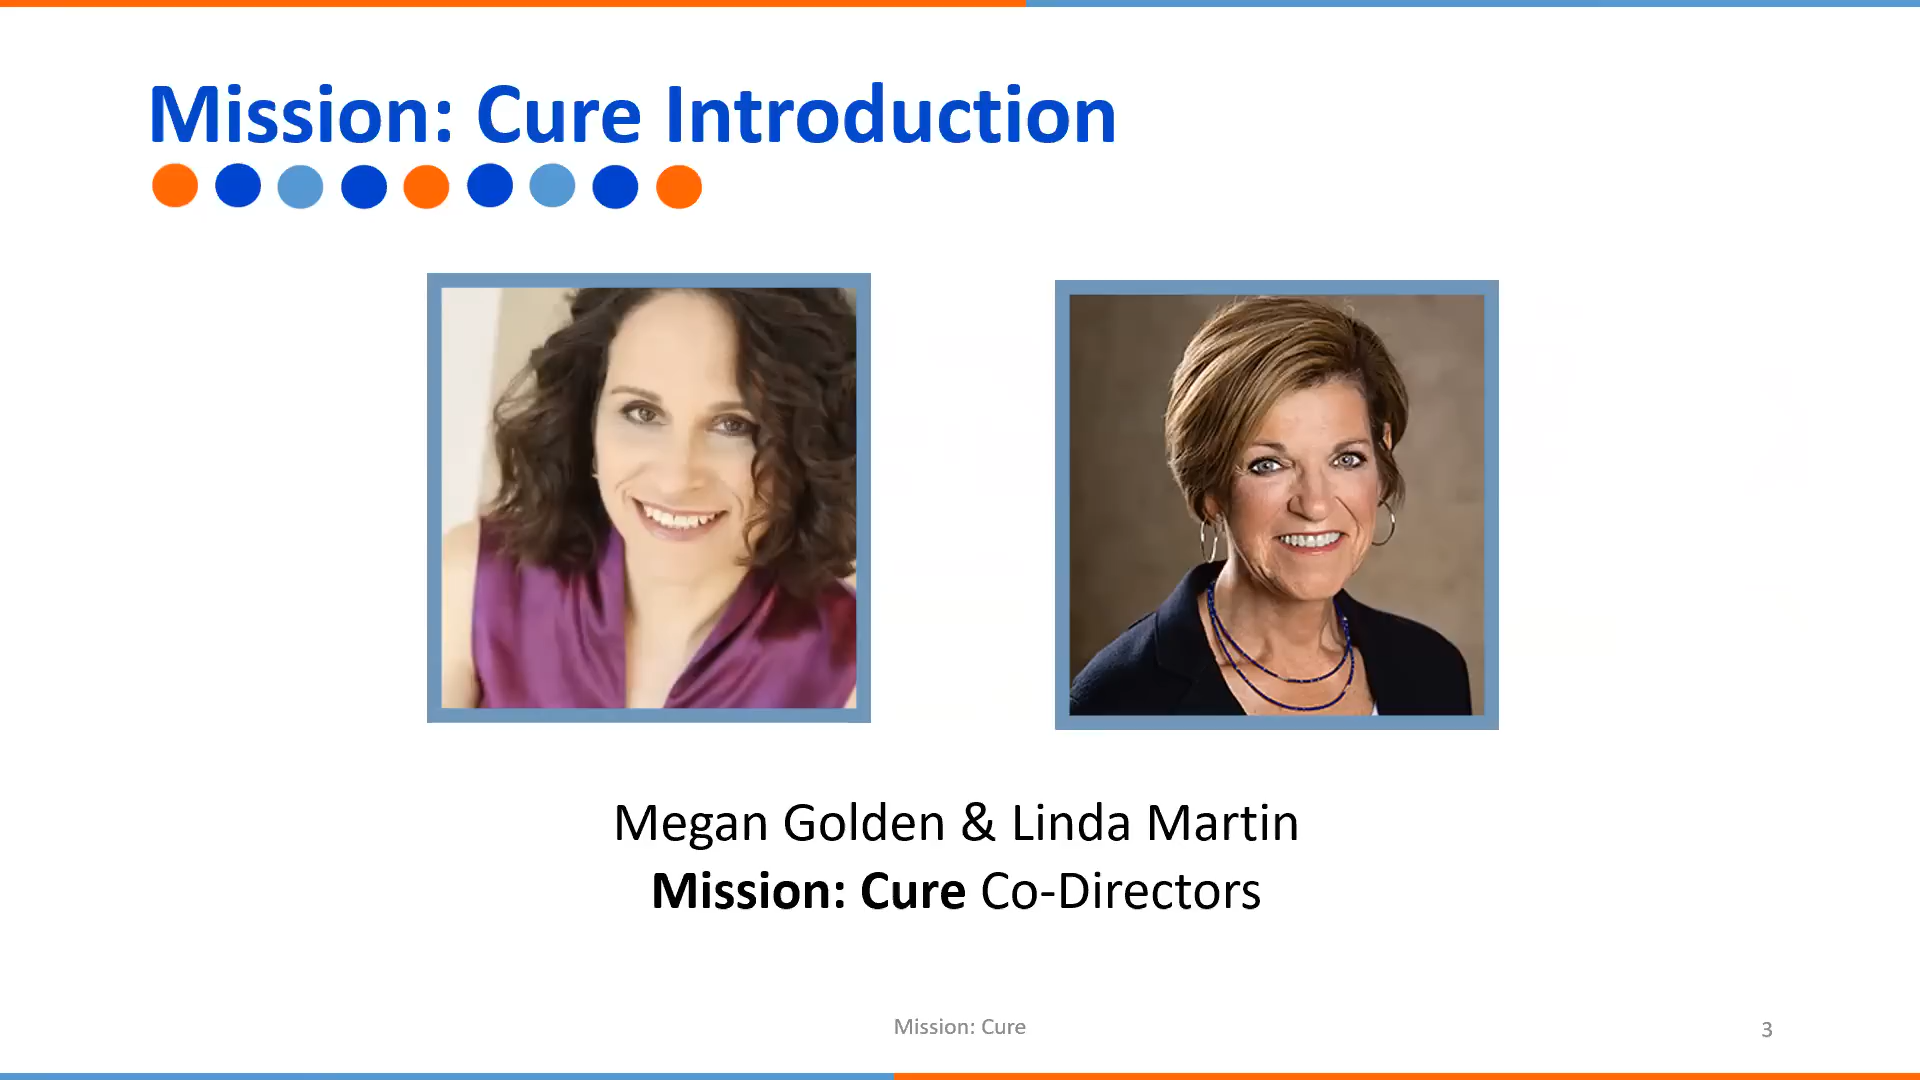 Mission: Cure Introduction
Megan Golden & Linda Martin
Mission: Cure Co-Directors
Mission: Cure
3